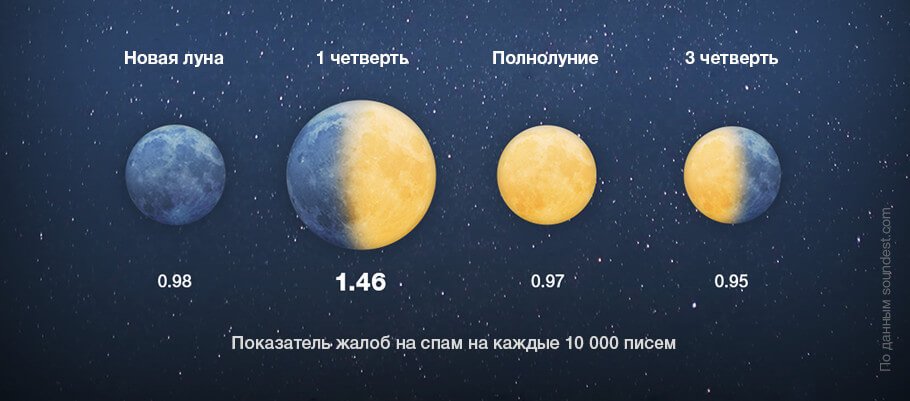 Новая луна
1 четверть
Полнолуние
3 четверть
0.98
1.46
0.97
0.95
Показатель жалоб на спам на каждые 10 000 писем
По данным soundest.com